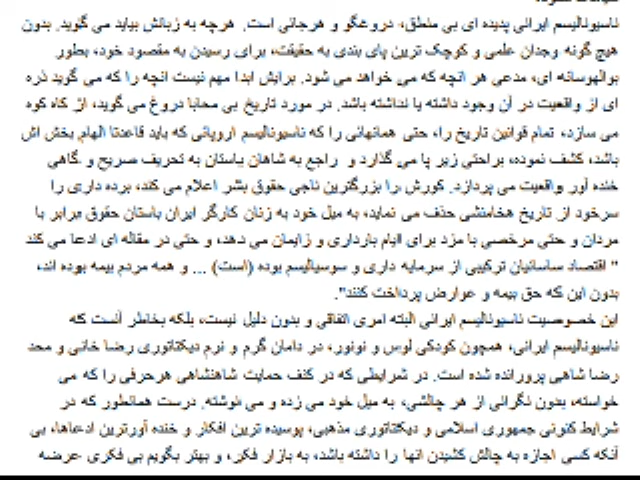 ناسیونالیسم ایرانی پدیده ای بی منطق، دروغگو و هرجائی است. هرچه به زبانش بیاید می گوید. بدون
هیچ گونه وجدان علمی و کوچک ترین پای بندی به حقیقت، برای رسیدن به مقصود خود، بطور
بوالهوسانه ای، مدعی هر آنچه که می خواهد می شود. برایش ابدا مهم نیست آنچه را که می گوید ذره
ای از واقعیت در آن وجود داشته یا نداشته باشد. در مورد تاریخ بی محابا دروغ می گوید، از کاه کوه
می سازد، تمام قوانین تاریخ را، حتی همانهائی را که ناسیونالیسم اروپائی که باید قاعدتا الهام بخش اش
باشد، کشف نموده، براحتی زیر پا می گذارد و راجع به شاهان باستان به تحریف صریح و گاهی
خنده آور واقعیت می پردازد. کورش را بزرگترین ناجی حقوق بشر اعلام می کند، برده داری را
سرخود از تاریخ هخامنشی حذف می نماید، به میل خود به زنان کارگر ایران باستان حقوق برابر با
مردان و حتی مرخصی با مزد برای ایام بارداری و زایمان می دهد، و حتی در مقاله ای ادعا می کند
" اقتصاد ساسانیان ترکیبی از سرمایه داری و سوسیالیسم بوده (است) ... و همه مردم بیمه بوده اند،
بدون این که حق بیمه و عوارض پرداخت کنند".
این خصوصیت ناسیونالیسم ایرانی البته امری اتفاقی و بدون دلیل نیست، بلکه بخاطر آنست که
ناسیونالیسم ایرانی، همچون کودکی لوس و نونور، در دامان گرم و نرم دیکتاتوری رضا خانی و محد
رضا شاهی پرورانده شده است. در شرایطی که در کنف حمایت شاهنشاهی هرحرفی را که می
خواسته، بدون نگرانی از هر چالشی، به میل خود می زده و می نوشته. درست همانطور که در
شرایط کنونی جمهوری اسلامی و دیکتاتوری مذهبی، پوسیده ترین افکار و خنده آورترین ادعاها، بی
آنکه کسی اجازه به چالش کشیدن آنها را داشته باشد، به بازار فکر، و بهتر بگویم بی فکری عرضه